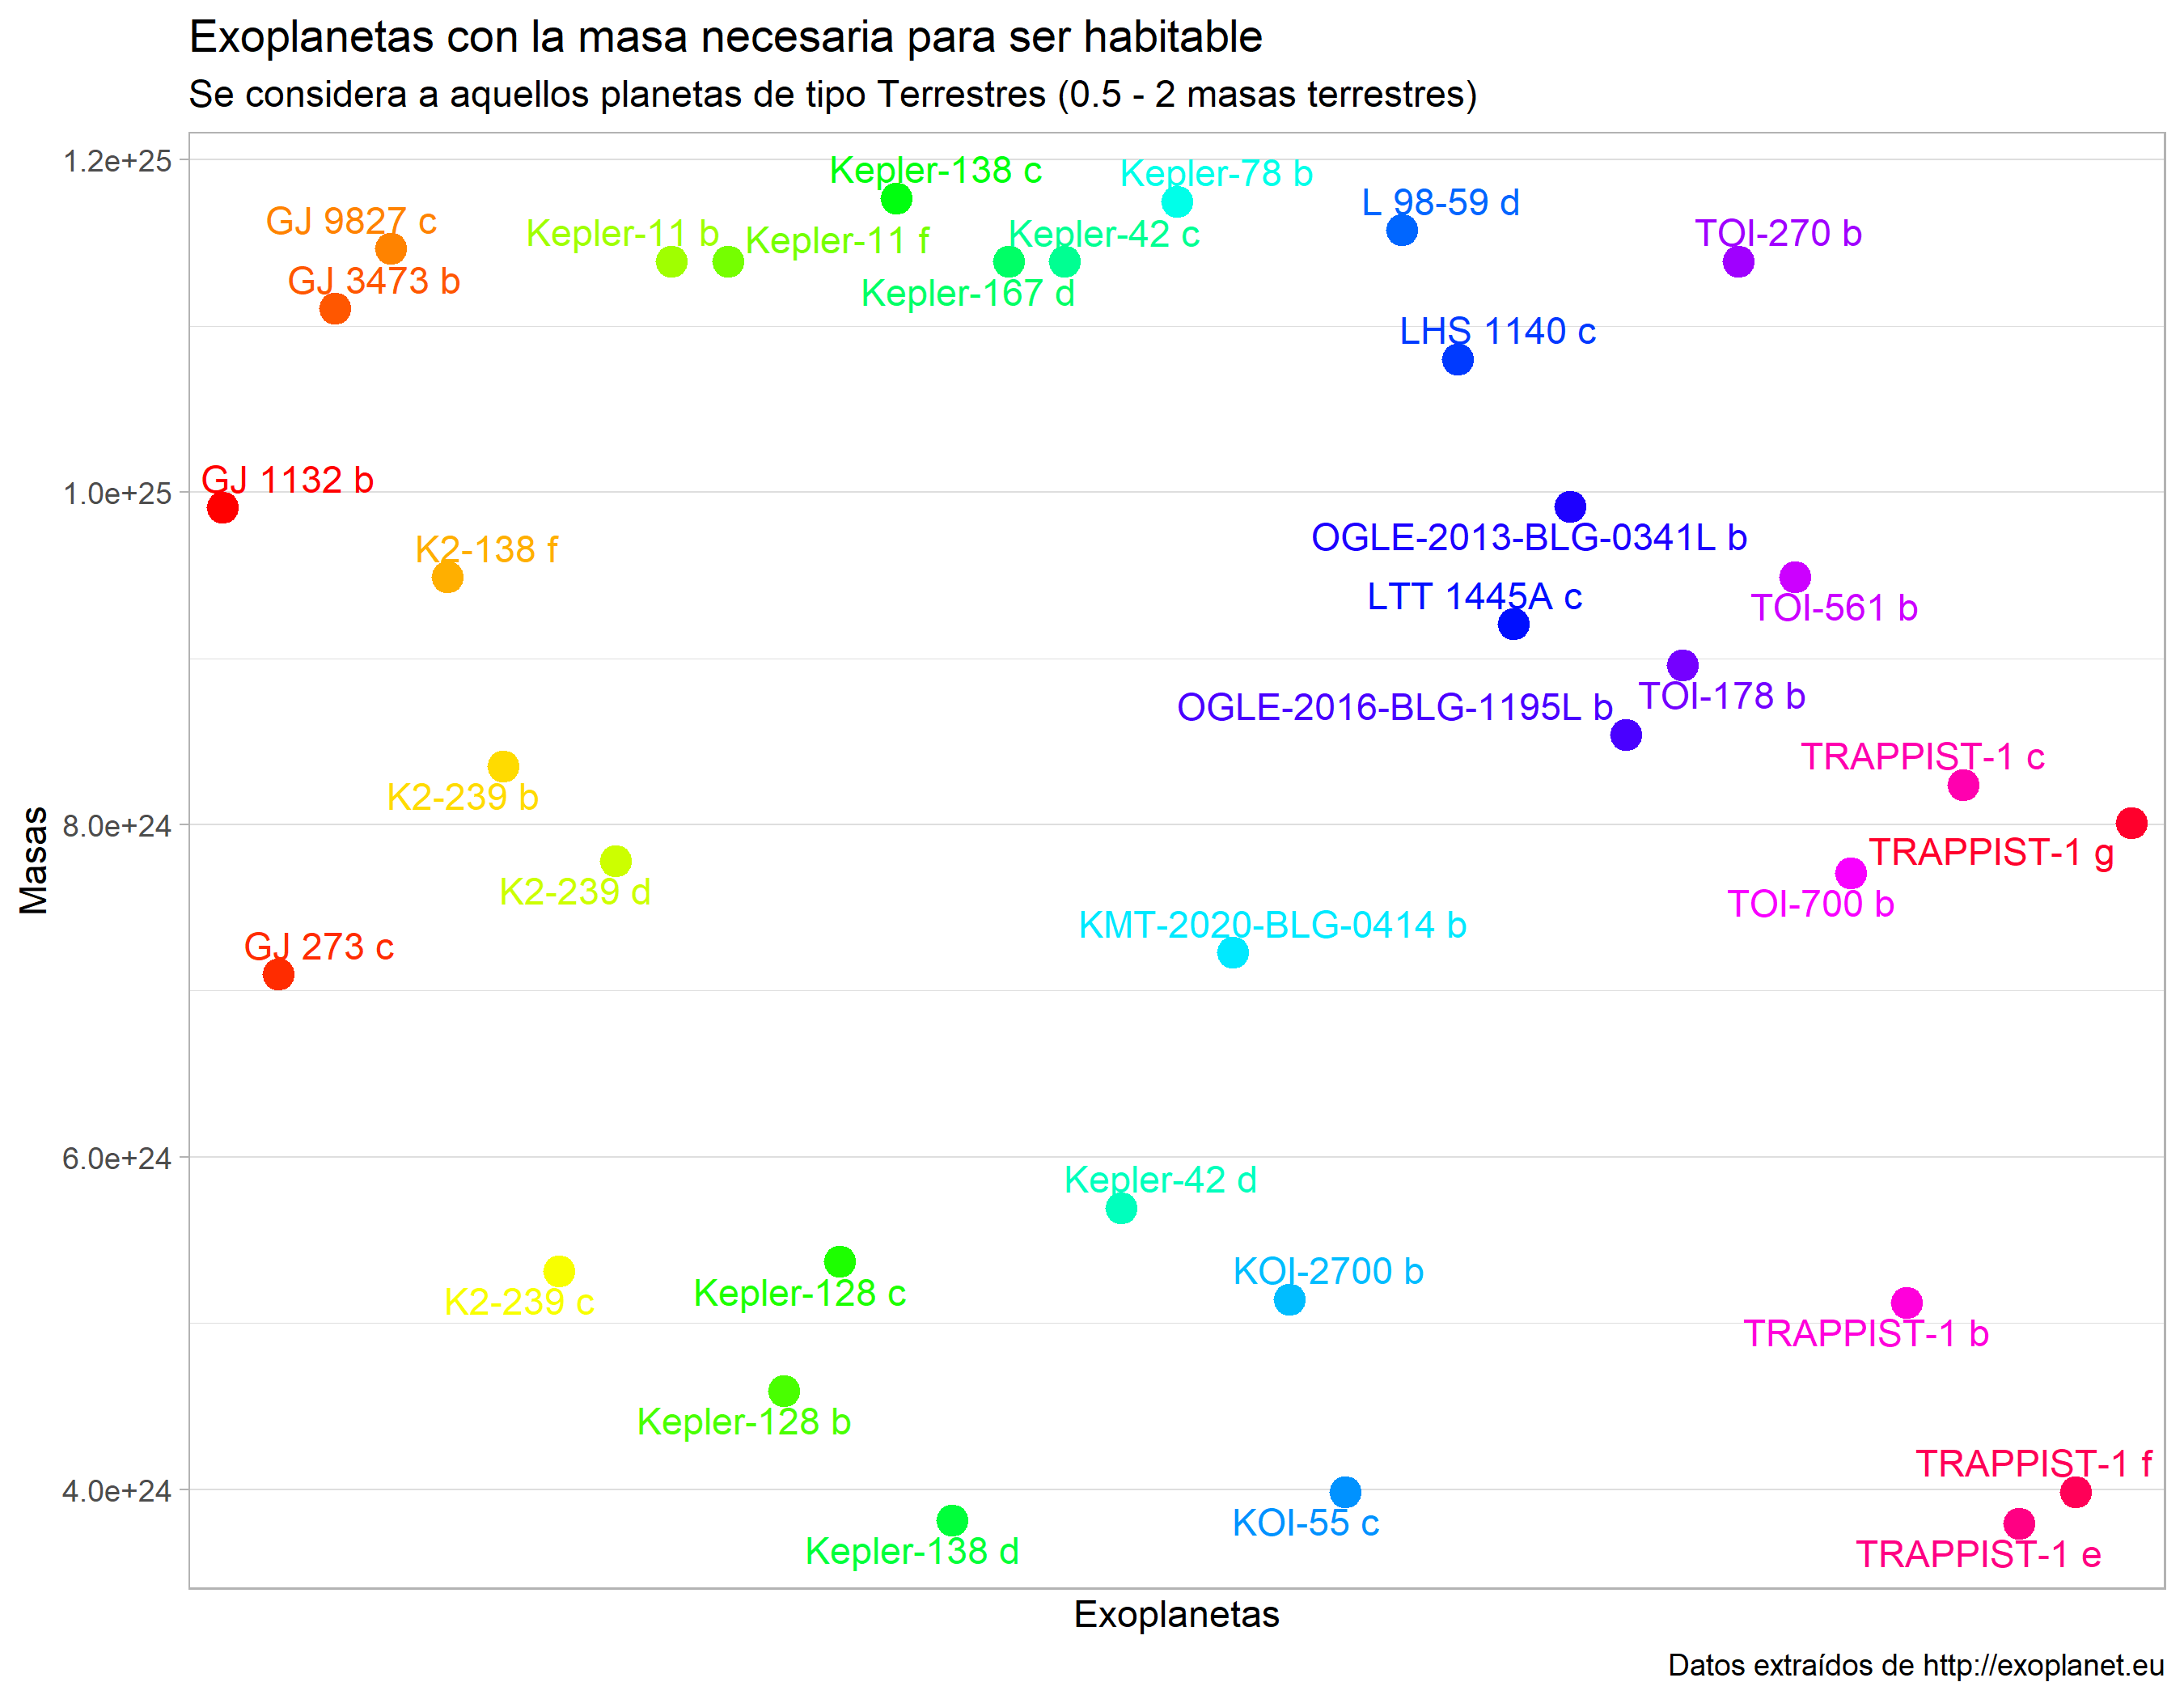 Exoplanetas con la masa necesaria para ser habitable
Se considera a aquellos planetas de tipo Terrestres (0.5 - 2 masas terrestres)
Masas
1.2e+25
1.0e+25
8.0e+24
6.0e+24
4.0e+24
Kepler-138 c
Kepler-78 b
L 98-59 d
GJ 9827 c
Kepler-11 b
Kepler-11 f
Kepler-42 c
TOI-270 b
GJ 3473 b
Kepler-167 d
LHS 1140 c
GJ 1132 b
OGLE-2013-BLG-0341L b
K2-138 f
LTT 1445A c
TOI-561 b
TOI-178 b
OGLE-2016-BLG-1195L b
TRAPPIST-1 c
K2-239 b
TRAPPIST-1 g
K2-239 d
TOI-700 b
KMT-2020-BLG-0414 b
GJ 273 c
Kepler-42 d
KOI-2700 b
Kepler-128 c
K2-239 c
TRAPPIST-1 b
Kepler-128 b
TRAPPIST-1 f
KOI-55 c
Kepler-138 d
TRAPPIST-1 e
Exoplanetas
Datos extraídos de http://exoplanet.eu